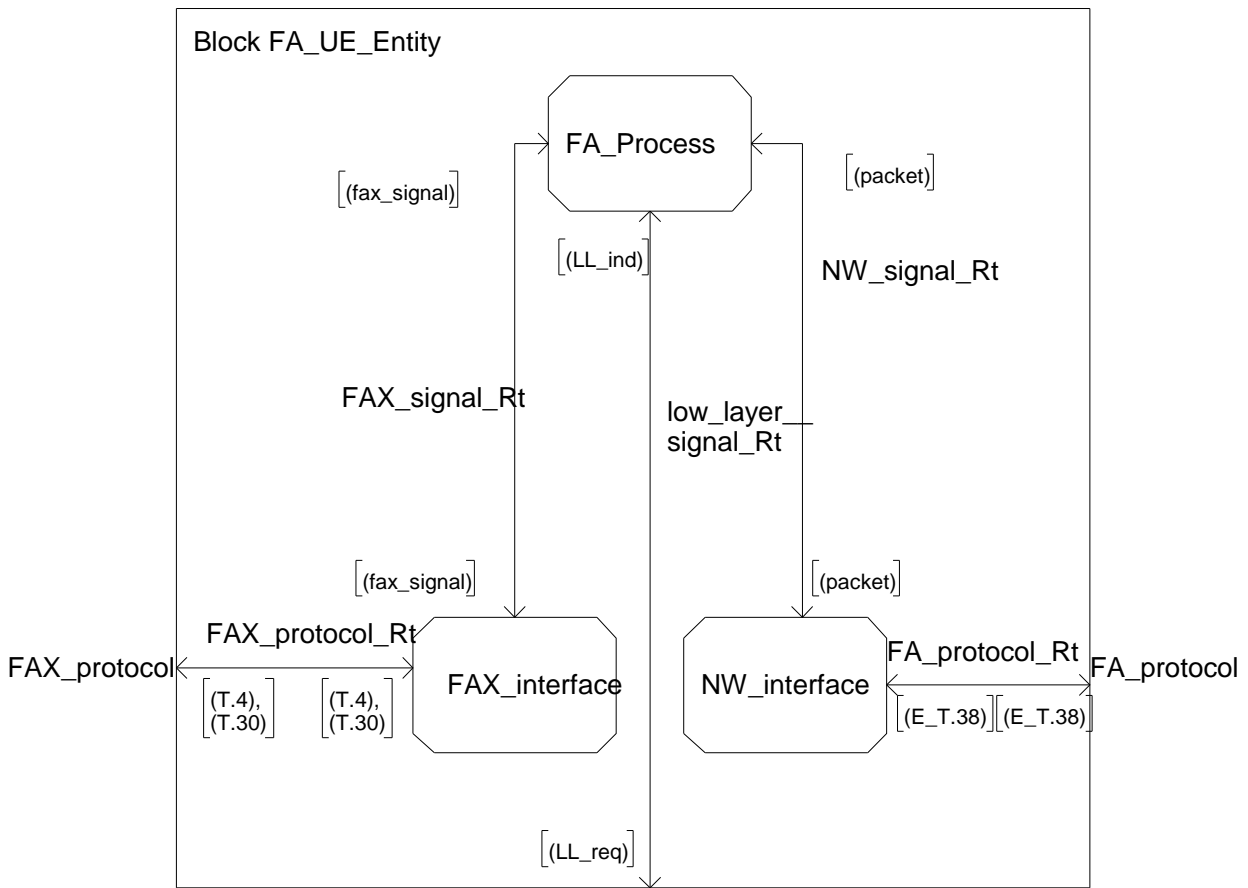 Block FA_UE_Entity
FA_Process
[(fax_signal)]
[(packet)]
[(LL_ind)]
NW_signal_Rt
FAX_signal_Rt
low_layer_
signal_Rt
[(fax_signal)]
[(packet)]
FAX_protocol_Rt
FA_protocol_Rt
FAX_protocol
FAX_interface
NW_interface
FA_protocol
[(T.4),
(T.30)]
[(T.4),
(T.30)]
[(E_T.38)]
[(E_T.38)]
[(LL_req)]